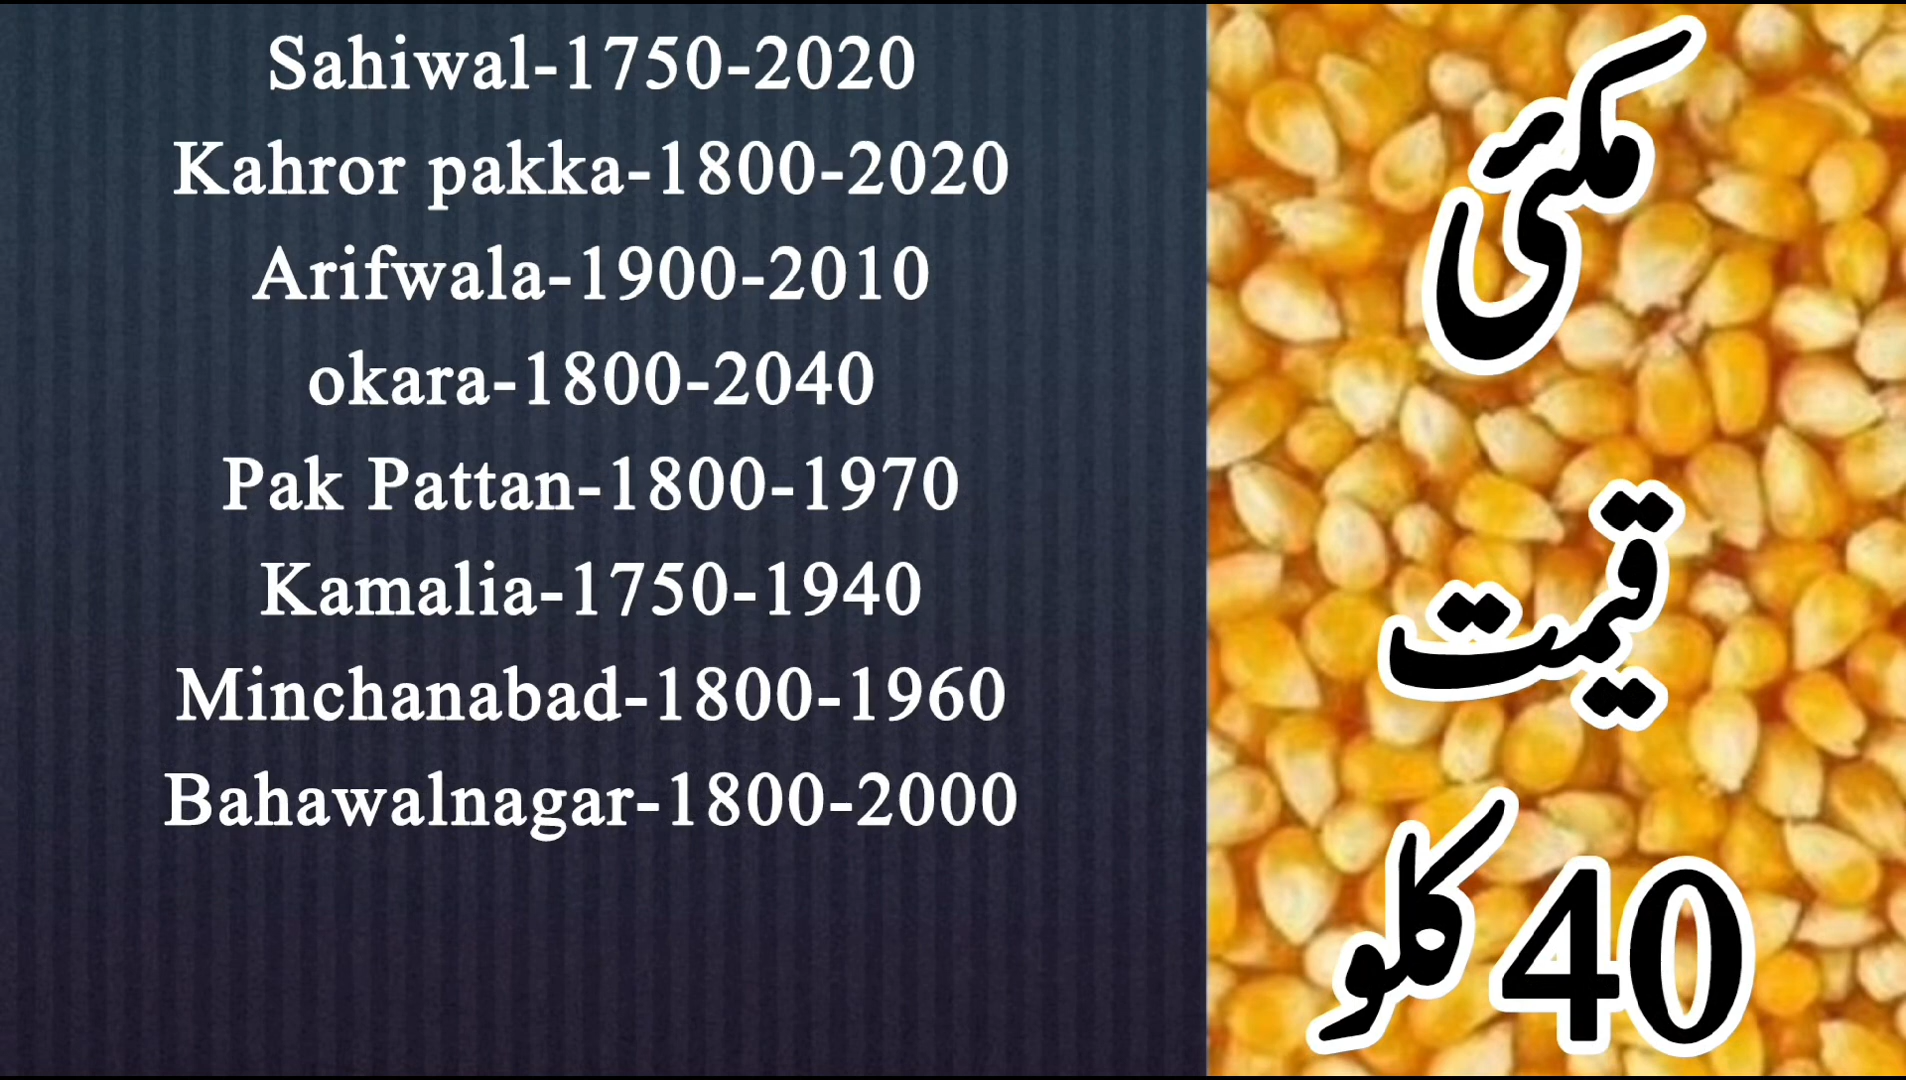 Sahiwal-1750-2020
Kahror pakka-1800-2020
Arifwala-1900-2010
okara-1800-2040
Pak Pattan-1800-1970
Kamalia-1750-1940
Minchanabad-1800-1960
Bahawalnagar-1800-2000
مکئی
قیمت
40 کلو